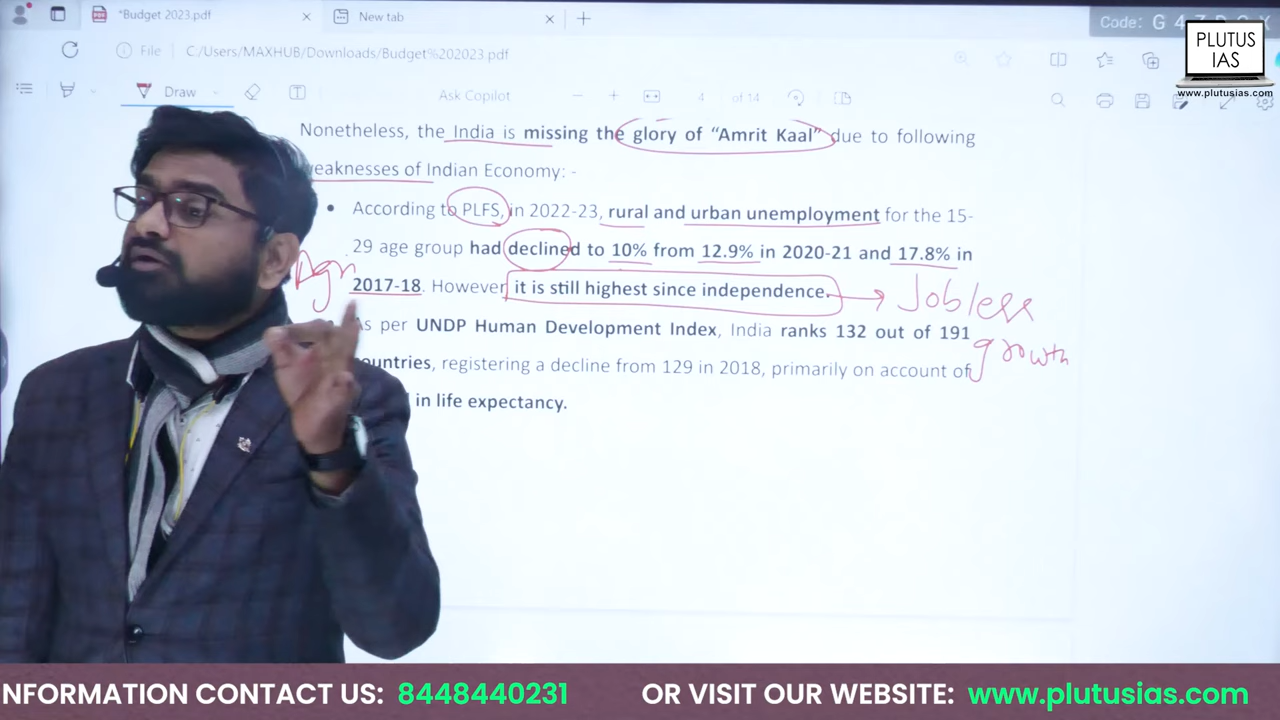 *Budget 2023.pdf
New tab
Code: G 4
PLUTUS
IAS
www.plutusias.com
File C:/Users/MAXHUB/Downloads/Budget%202023.pdf
Draw
Ask Copilot
4 of 14
Nonetheless, the India is missing the glory of “Amrit Kaal” due to following
weaknesses of Indian Economy: -
• According to PLFS, in 2022-23, rural and urban unemployment for the 15-
29 age group had declined to 10% from 12.9% in 2020-21 and 17.8% in
Agr
2017-18. However it is still highest since independence. → Jobless
growth
As per UNDP Human Development Index, India ranks 132 out of 191
countries, registering a decline from 129 in 2018, primarily on account of
in life expectancy.
NFORMATION CONTACT US: 8448440231 OR VISIT OUR WEBSITE: www.plutusias.com